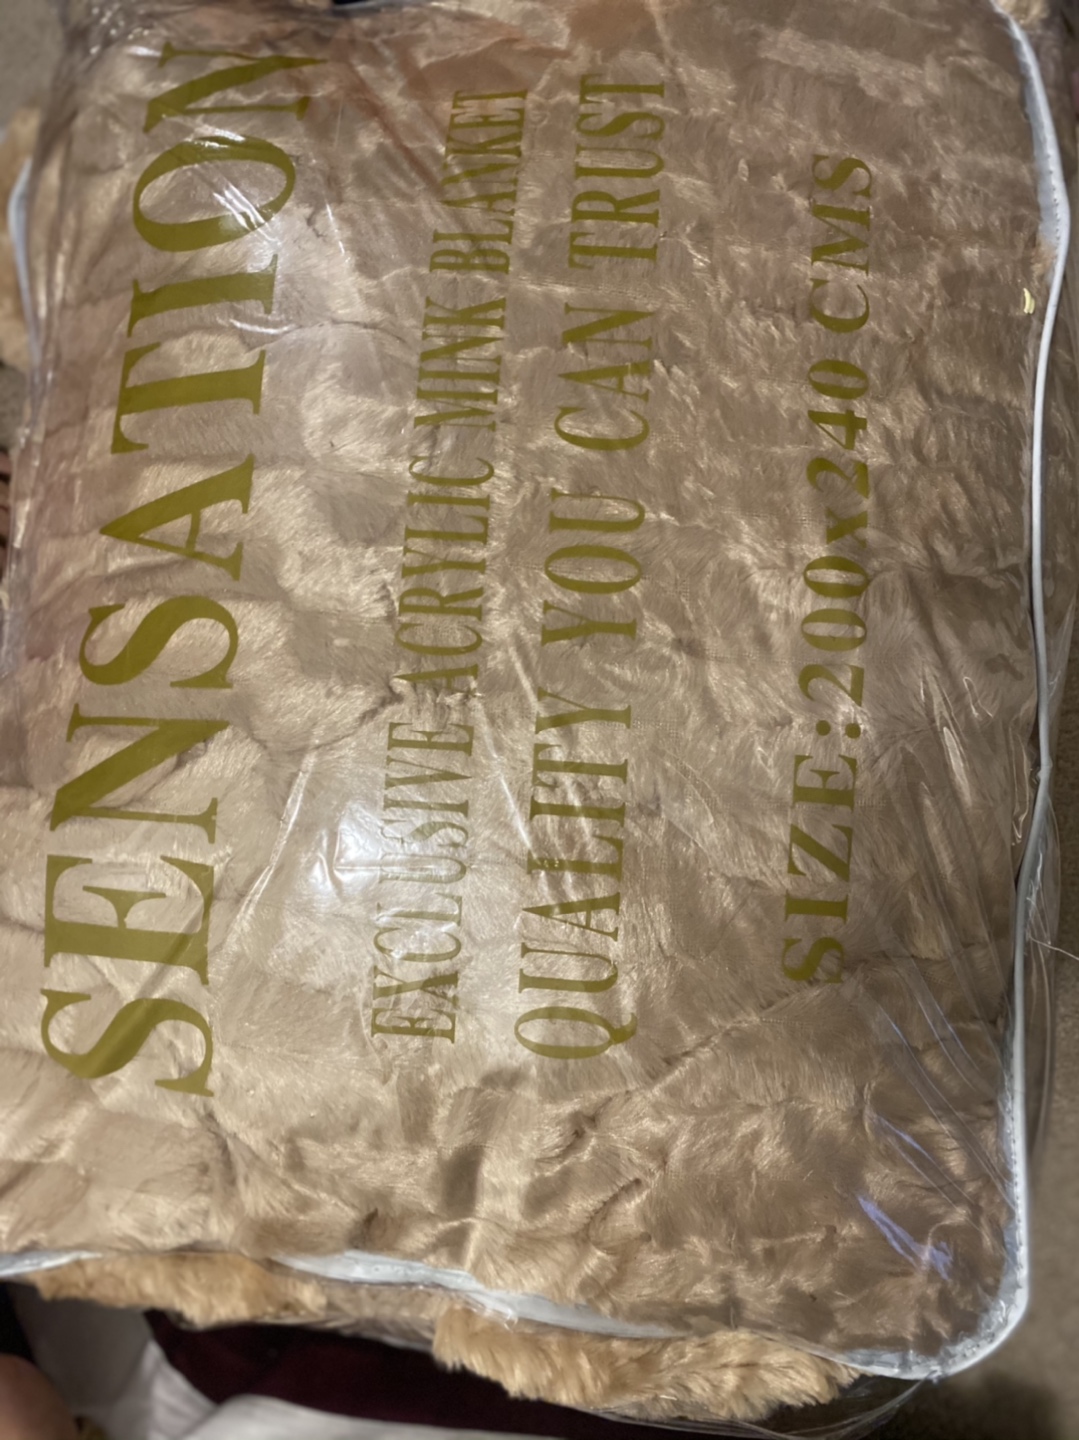 SENSATION
EXCLUSIVE ACRYLIC MINK BLANKET
QUALITY YOU CAN TRUST
SIZE:200x240 CMS